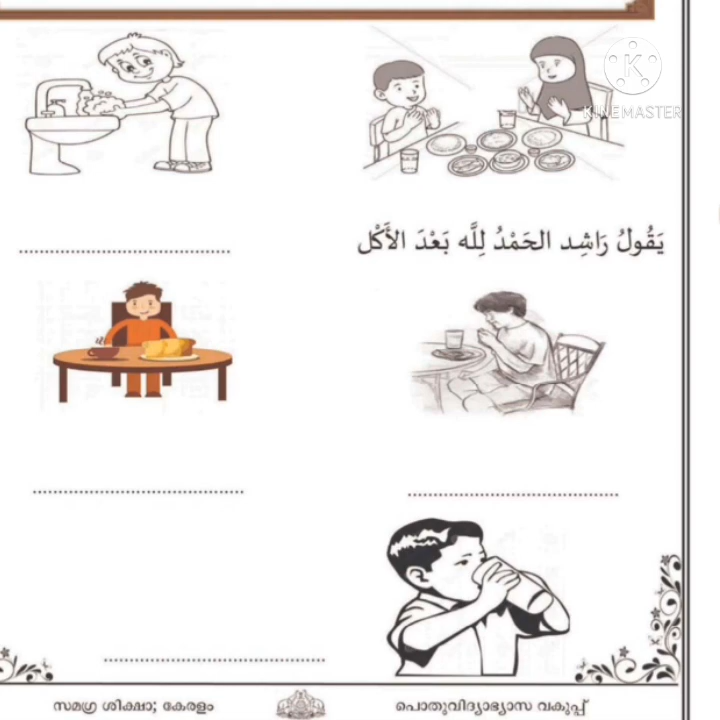 KINEMASTER
يَقُولُ رَاشِد الحَمْدُ لِلَّه بَعْدَ الأَكْل
സമഗ്ര ശിക്ഷാ; കേരളം
പൊതുവിദ്യാഭ്യാസ വകുപ്പ്